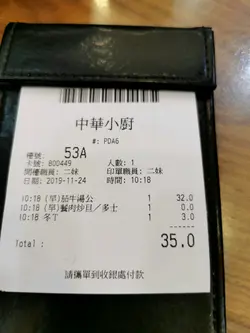 中華小廚
#: PDA6
檯號: 53A
卡號: 800449 人數: 1
開檯職員: 二妹 印單職員: 二妹
日期: 2019-11-24 時間: 10:18
10:18 (早)茄牛湯公 1 32.0
10:18 (早)餐肉炒旦/多士 1 0.0
10:18 冬T 1 3.0
Total : 35.0
請攜單到收銀處付款